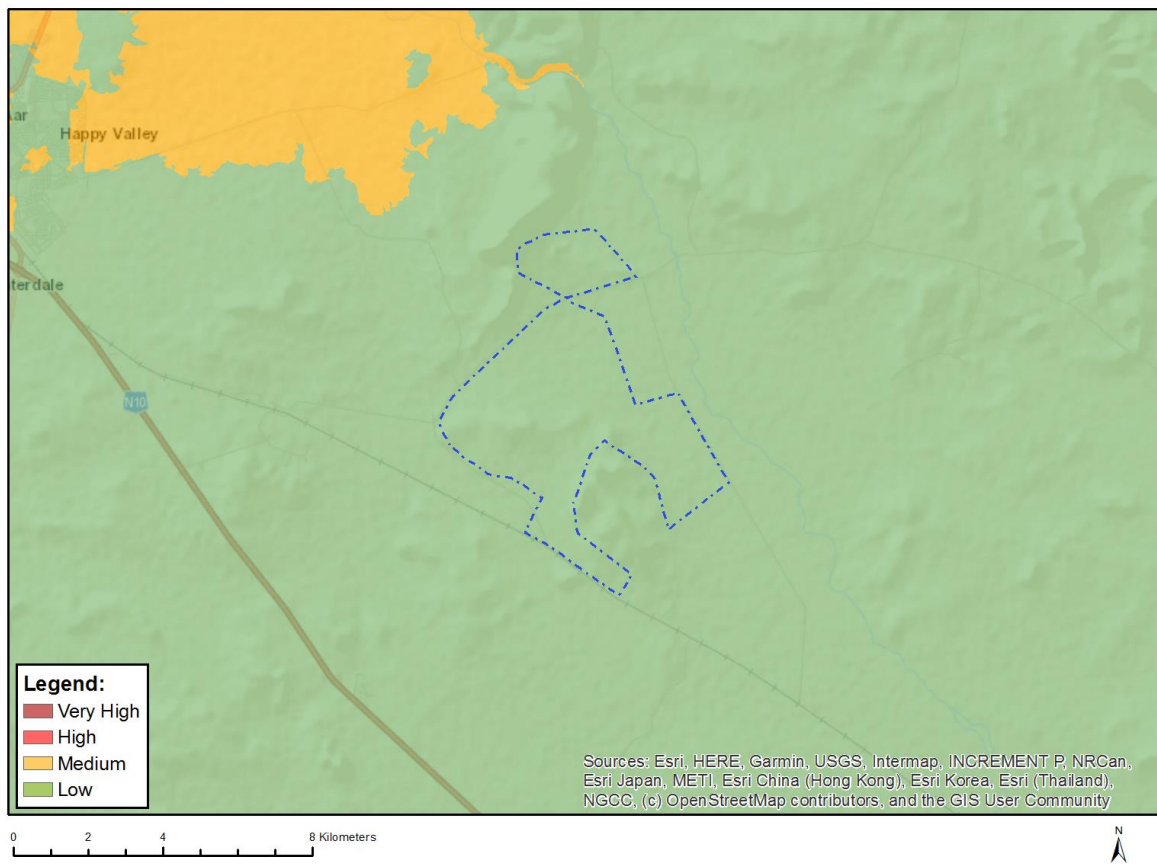 ar
Happy Valley
terdale
N10
Legend:
Very High
High
Medium
Low
Sources: Esri, HERE, Garmin, USGS, Intermap, INCREMENT P, NRCan,
Esri Japan, METI, Esri China (Hong Kong), Esri Korea, Esri (Thailand),
NGCC, (c) OpenStreetMap contributors, and the GIS User Community
0 2 4 8 Kilometers
N